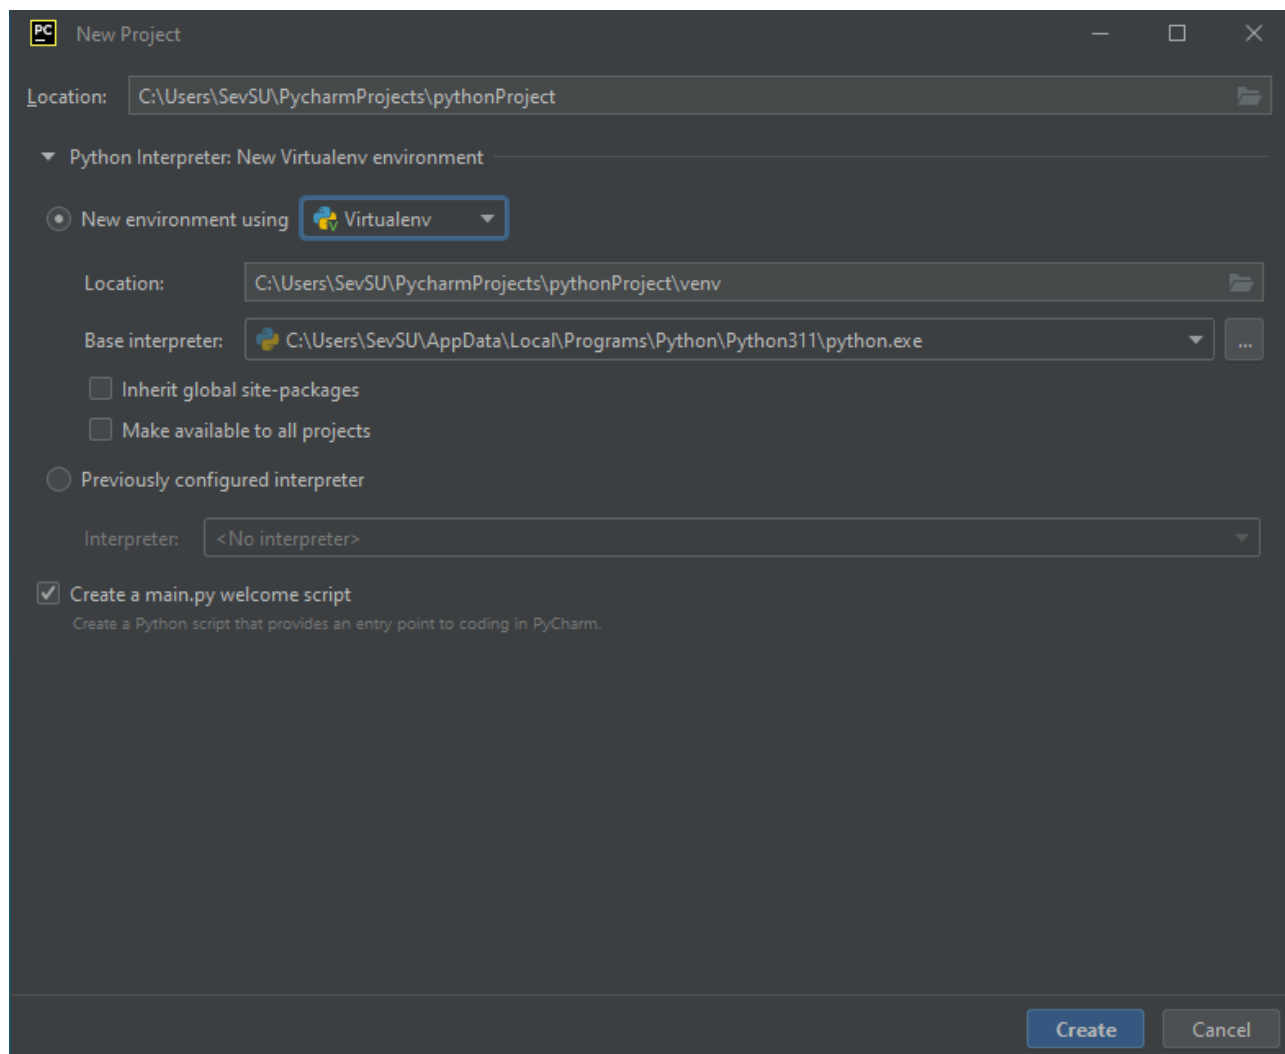 PC New Project
Location: C:\Users\SevSU\PycharmProjects\pythonProject
Python Interpreter: New Virtualenv environment
New environment using Virtualenv
Location: C:\Users\SevSU\PycharmProjects\pythonProject\venv
Base interpreter: C:\Users\SevSU\AppData\Local\Programs\Python\Python311\python.exe ...
Inherit global site-packages
Make available to all projects
Previously configured interpreter
Interpreter: <No interpreter>
Create a main.py welcome script
Create a Python script that provides an entry point to coding in PyCharm.
Create Cancel